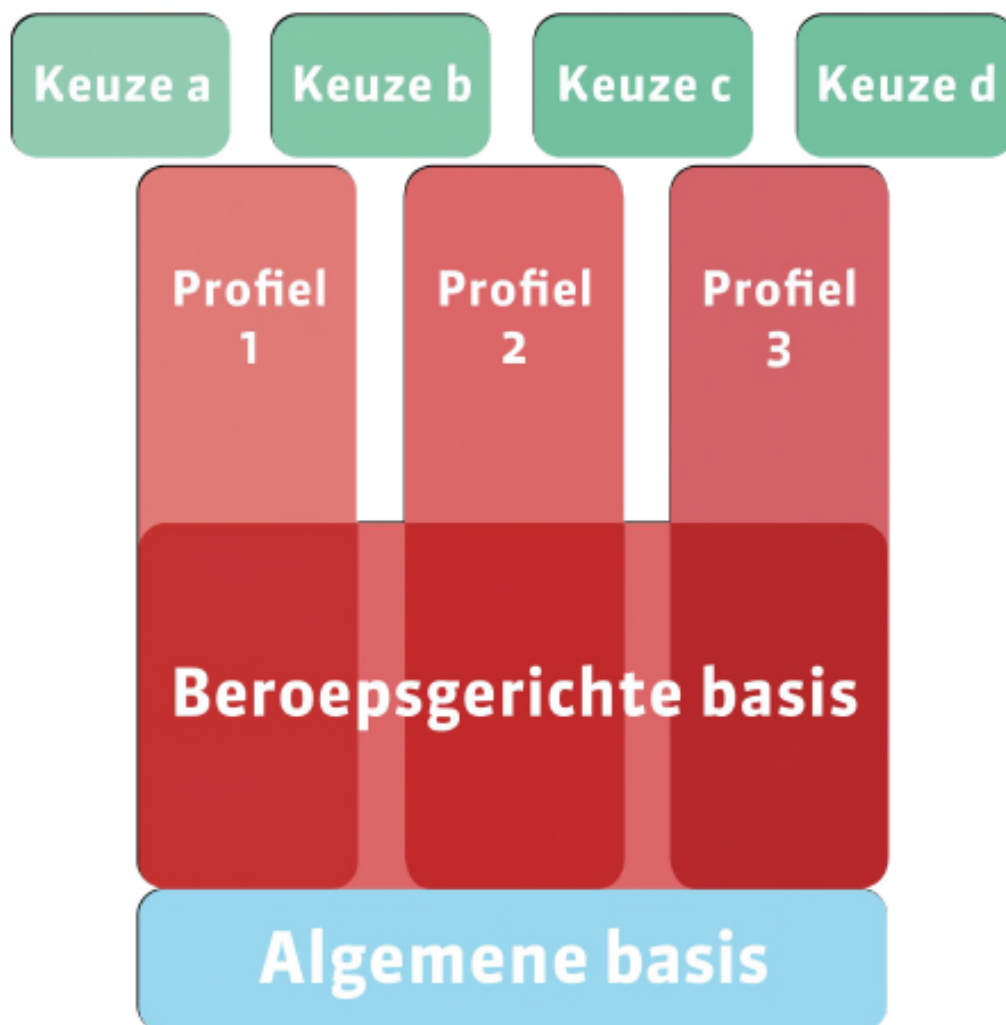 Keuze a
Keuze b
Keuze c
Keuze d
Profiel
1
Profiel
2
Profiel
3
Beroepsgerichte basis
Algemene basis